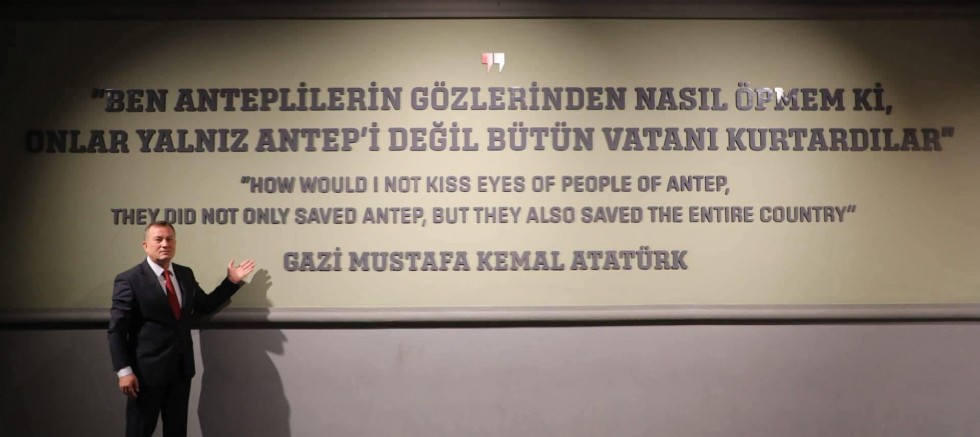 "BEN ANTEPLİLERİN GÖZLERİNDEN NASIL ÖPMEM Kİ,
ONLAR YALNIZ ANTEP'İ DEĞİL BÜTÜN VATANI KURTARDILAR"
"HOW WOULD I NOT KISS EYES OF PEOPLE OF ANTEP,
THEY DID NOT ONLY SAVED ANTEP, BUT THEY ALSO SAVED THE ENTIRE COUNTRY"
GAZİ MUSTAFA KEMAL ATATÜRK